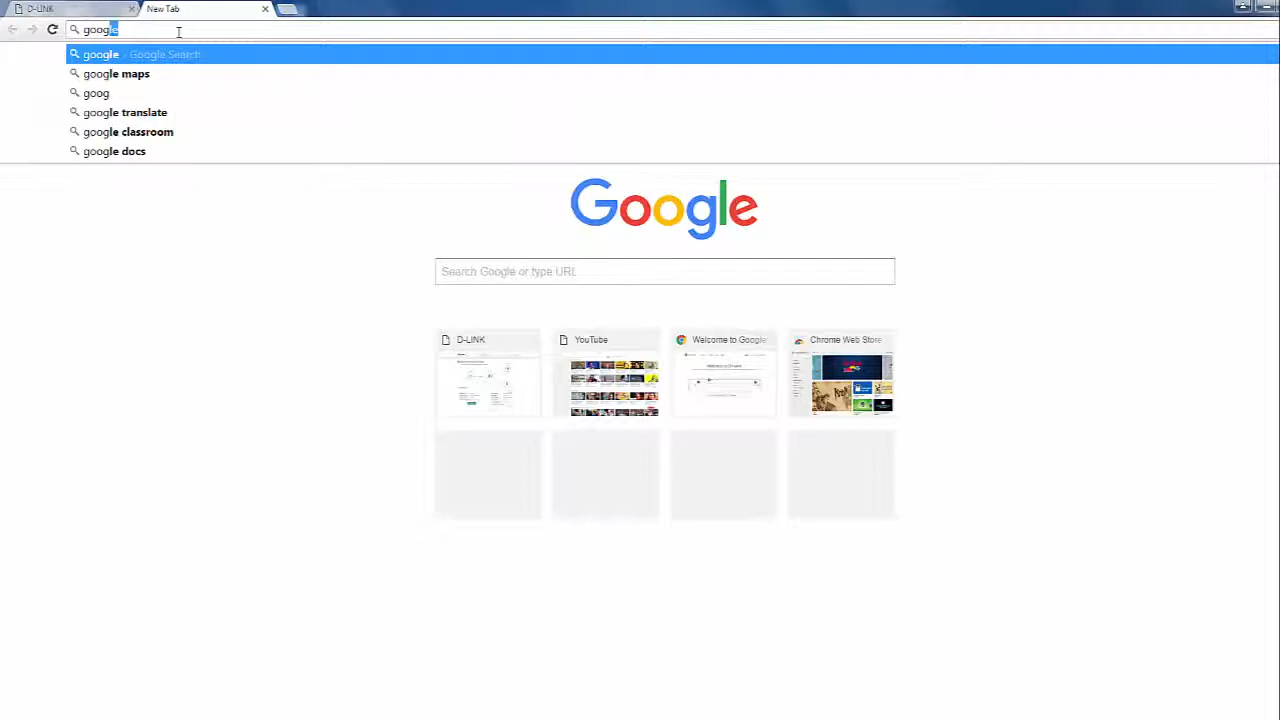 D-LINK
New Tab
google
google - Google Search
google maps
goog
google translate
google classroom
google docs
Google
Search Google or type URL
D-LINK
YouTube
Welcome to Google
Chrome Web Store